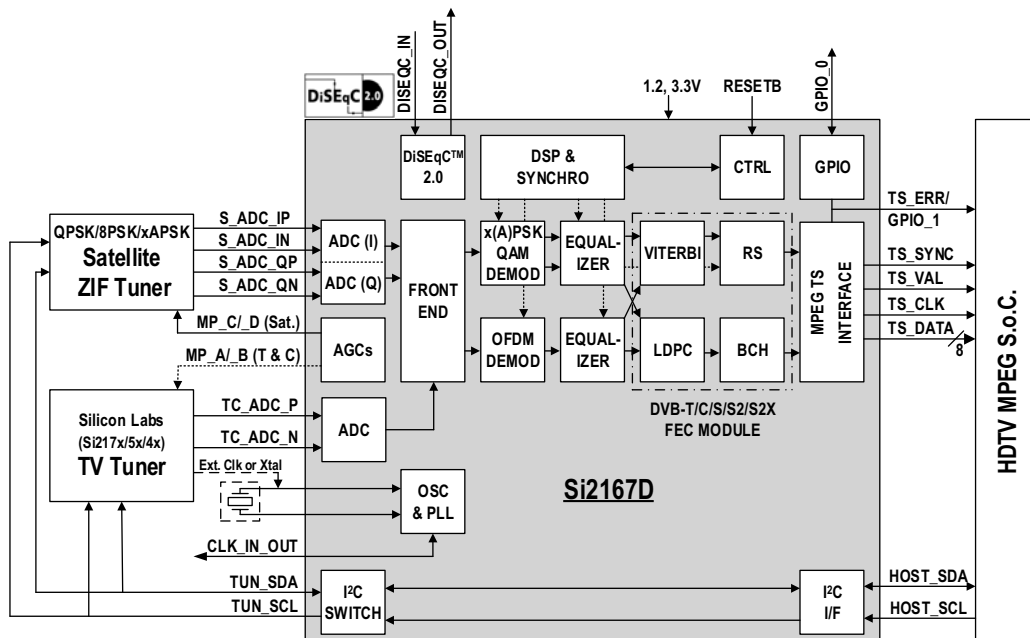 DISEQC_IN
DISEQC_OUT
DiSEqC 2.0
1.2, 3.3V
RESETB
GPIO_0
DiSEqC™
2.0
DSP &
SYNCHRO
CTRL
GPIO
TS_ERR/
GPIO_1
QPSK/8PSK/xAPSK
Satellite
ZIF Tuner
S_ADC_IP
S_ADC_IN
S_ADC_QP
S_ADC_QN
ADC (I)
ADC (Q)
FRONT
END
x(A)PSK
QAM
DEMOD
EQUAL-
IZER
VITERBI
RS
MPEG TS
INTERFACE
TS_SYNC
TS_VAL
TS_CLK
TS_DATA
8
HDTV MPEG S.o.C.
MP_C/_D (Sat.)
MP_A/_B (T & C)
AGCs
OFDM
DEMOD
EQUAL-
IZER
LDPC
BCH
DVB-T/C/S/S2/S2X
FEC MODULE
Silicon Labs
(Si217x/5x/4x)
TV Tuner
TC_ADC_P
TC_ADC_N
ADC
Ext. Clk or Xtal
OSC
& PLL
Si2167D
CLK_IN_OUT
TUN_SDA
TUN_SCL
I²C
SWITCH
I²C
I/F
HOST_SDA
HOST_SCL